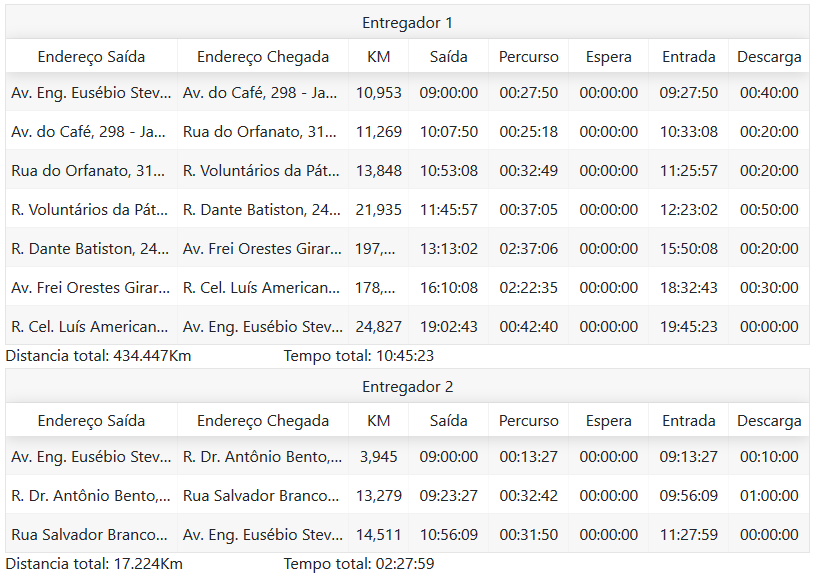 Entregador 1
Endereço Saída Endereço Chegada KM Saída Percurso Espera Entrada Descarga
Av. Eng. Eusébio Stev... Av. do Café, 298 - Ja... 10,953 09:00:00 00:27:50 00:00:00 09:27:50 00:40:00
Av. do Café, 298 - Ja... Rua do Orfanato, 31... 11,269 10:07:50 00:25:18 00:00:00 10:33:08 00:20:00
Rua do Orfanato, 31... R. Voluntários da Pát... 13,848 10:53:08 00:32:49 00:00:00 11:25:57 00:20:00
R. Voluntários da Pát... R. Dante Batiston, 24... 21,935 11:45:57 00:37:05 00:00:00 12:23:02 00:50:00
R. Dante Batiston, 24... Av. Frei Orestes Girar... 197,... 13:13:02 02:37:06 00:00:00 15:50:08 00:20:00
Av. Frei Orestes Girar... R. Cel. Luís American... 178,... 16:10:08 02:22:35 00:00:00 18:32:43 00:30:00
R. Cel. Luís American... Av. Eng. Eusébio Stev... 24,827 19:02:43 00:42:40 00:00:00 19:45:23 00:00:00
Distancia total: 434.447Km Tempo total: 10:45:23
Entregador 2
Endereço Saída Endereço Chegada KM Saída Percurso Espera Entrada Descarga
Av. Eng. Eusébio Stev... R. Dr. Antônio Bento,... 3,945 09:00:00 00:13:27 00:00:00 09:13:27 00:10:00
R. Dr. Antônio Bento,... Rua Salvador Branco... 13,279 09:23:27 00:32:42 00:00:00 09:56:09 01:00:00
Rua Salvador Branco... Av. Eng. Eusébio Stev... 14,511 10:56:09 00:31:50 00:00:00 11:27:59 00:00:00
Distancia total: 17.224Km Tempo total: 02:27:59